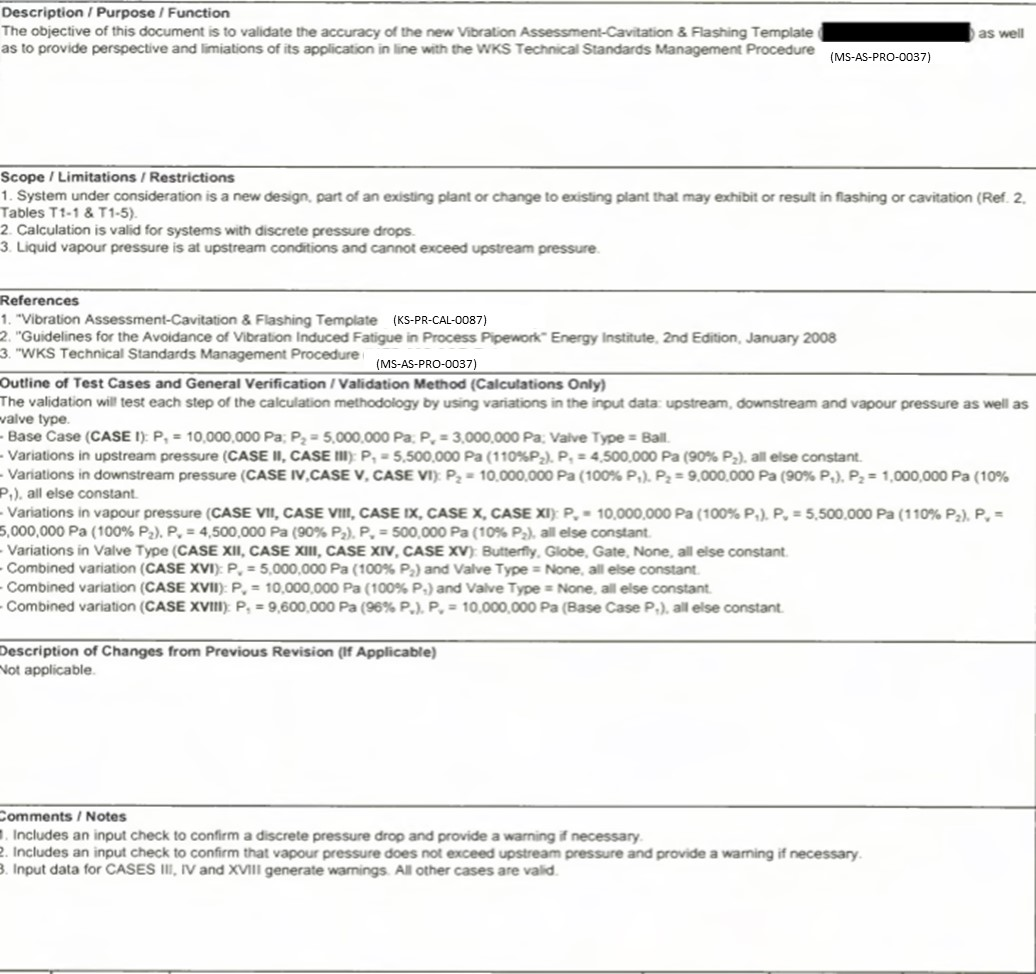 Description / Purpose / Function
The objective of this document is to validate the accuracy of the new Vibration Assessment-Cavitation & Flashing Template ( ) as well
as to provide perspective and limiations of its application in line with the WKS Technical Standards Management Procedure (MS-AS-PRO-0037)
Scope / Limitations / Restrictions
1. System under consideration is a new design, part of an existing plant or change to existing plant that may exhibit or result in flashing or cavitation (Ref. 2,
Tables T1-1 & T1-5).
2. Calculation is valid for systems with discrete pressure drops.
3. Liquid vapour pressure is at upstream conditions and cannot exceed upstream pressure.
References
1. "Vibration Assessment-Cavitation & Flashing Template (KS-PR-CAL-0087)
2. "Guidelines for the Avoidance of Vibration Induced Fatigue in Process Pipework" Energy Institute, 2nd Edition, January 2008
3. "WKS Technical Standards Management Procedure (MS-AS-PRO-0037)
Outline of Test Cases and General Verification / Validation Method (Calculations Only)
The validation will test each step of the calculation methodology by using variations in the input data: upstream, downstream and vapour pressure as well as
valve type.
- Base Case (CASE I): P₁ = 10,000,000 Pa; P₂ = 5,000,000 Pa; Pᵥ = 3,000,000 Pa; Valve Type = Ball.
- Variations in upstream pressure (CASE II, CASE III): P₁ = 5,500,000 Pa (110%P₂), P₁ = 4,500,000 Pa (90% P₂), all else constant.
- Variations in downstream pressure (CASE IV,CASE V, CASE VI): P₂ = 10,000,000 Pa (100% P₁), P₂ = 9,000,000 Pa (90% P₁), P₂ = 1,000,000 Pa (10%
P₁), all else constant.
- Variations in vapour pressure (CASE VII, CASE VIII, CASE IX, CASE X, CASE XI): Pᵥ = 10,000,000 Pa (100% P₁), Pᵥ = 5,500,000 Pa (110% P₂), Pᵥ =
5,000,000 Pa (100% P₂), Pᵥ = 4,500,000 Pa (90% P₂), Pᵥ = 500,000 Pa (10% P₂), all else constant.
- Variations in Valve Type (CASE XII, CASE XIII, CASE XIV, CASE XV): Butterfly, Globe, Gate, None, all else constant.
- Combined variation (CASE XVI): Pᵥ = 5,000,000 Pa (100% P₂) and Valve Type = None, all else constant.
- Combined variation (CASE XVII): Pᵥ = 10,000,000 Pa (100% P₁) and Valve Type = None, all else constant.
- Combined variation (CASE XVIII): P₁ = 9,600,000 Pa (96% Pᵥ), Pᵥ = 10,000,000 Pa (Base Case P₁), all else constant.
Description of Changes from Previous Revision (If Applicable)
Not applicable.
Comments / Notes
1. Includes an input check to confirm a discrete pressure drop and provide a warning if necessary.
2. Includes an input check to confirm that vapour pressure does not exceed upstream pressure and provide a warning if necessary.
3. Input data for CASES III, IV and XVIII generate warnings. All other cases are valid.